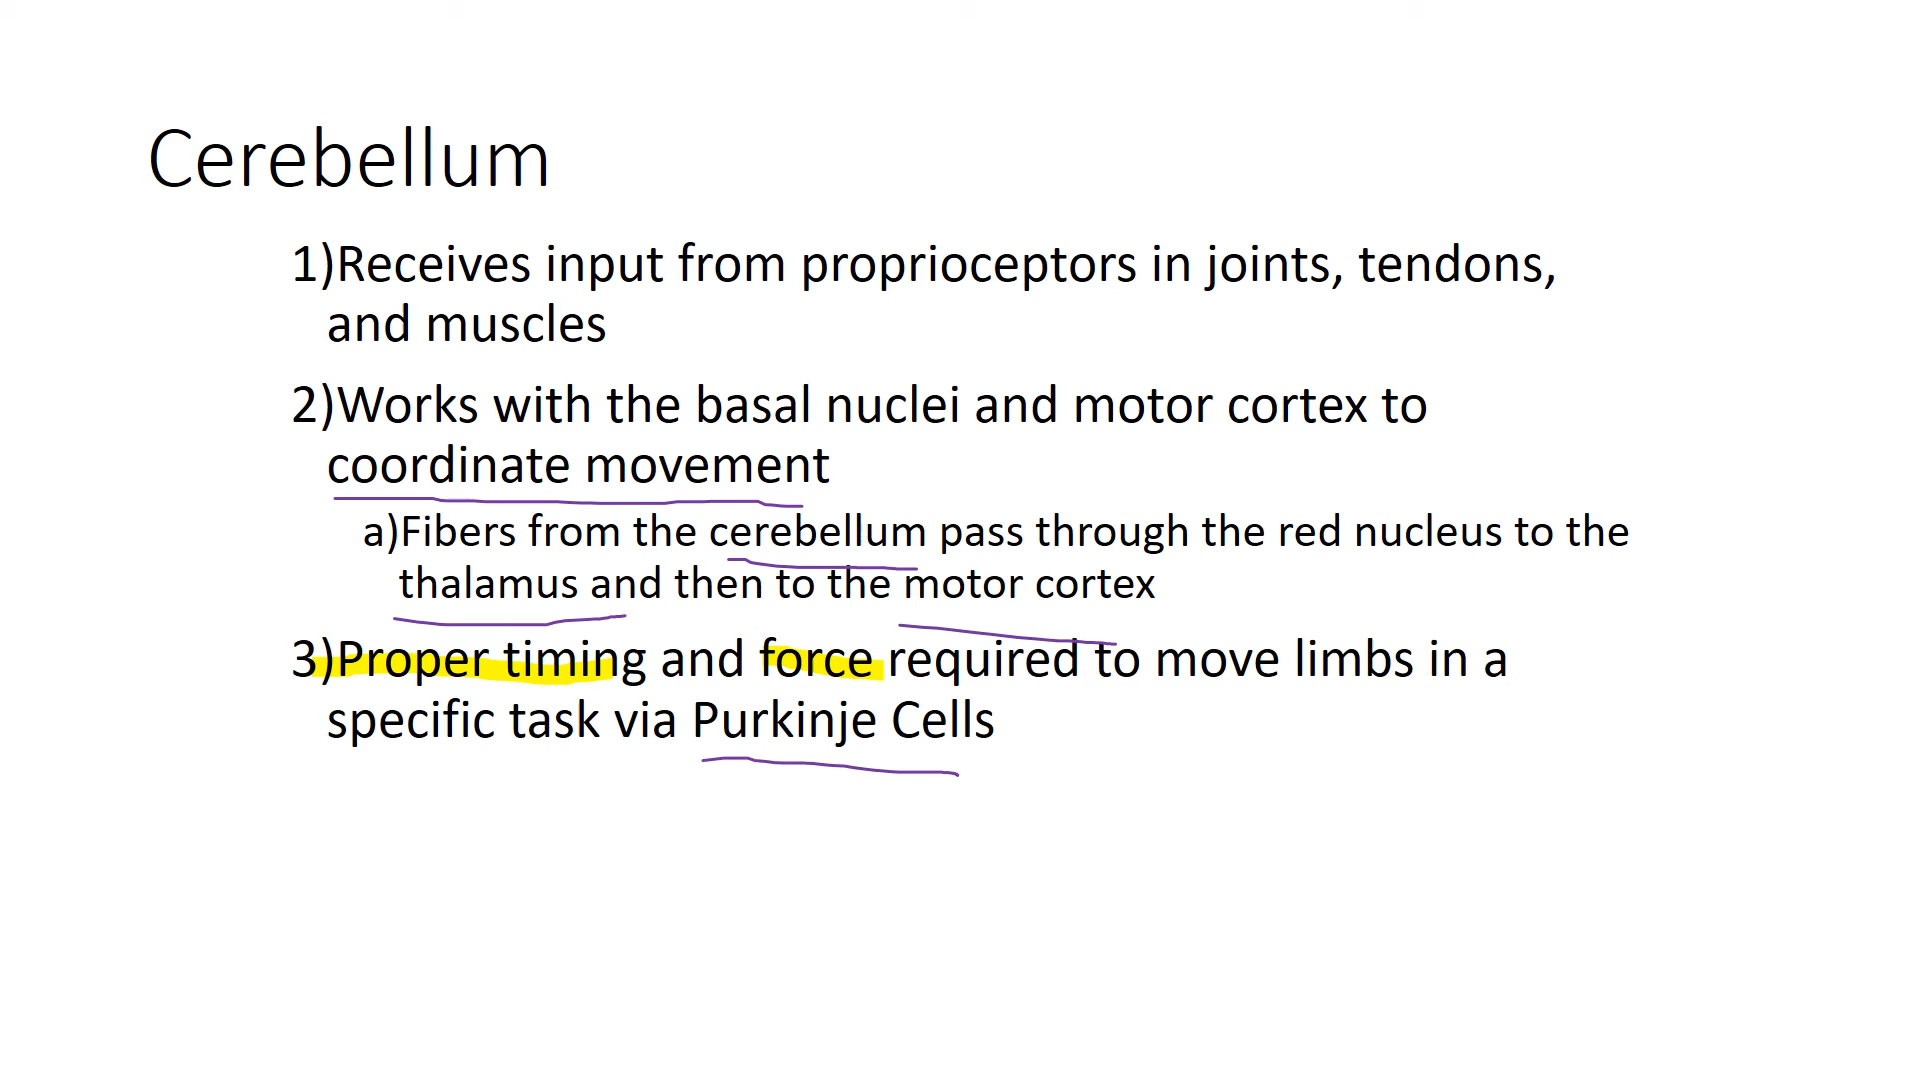 Cerebellum
1)Receives input from proprioceptors in joints, tendons,
and muscles
2)Works with the basal nuclei and motor cortex to
coordinate movement
a)Fibers from the cerebellum pass through the red nucleus to the
thalamus and then to the motor cortex
3)Proper timing and force required to move limbs in a
specific task via Purkinje Cells